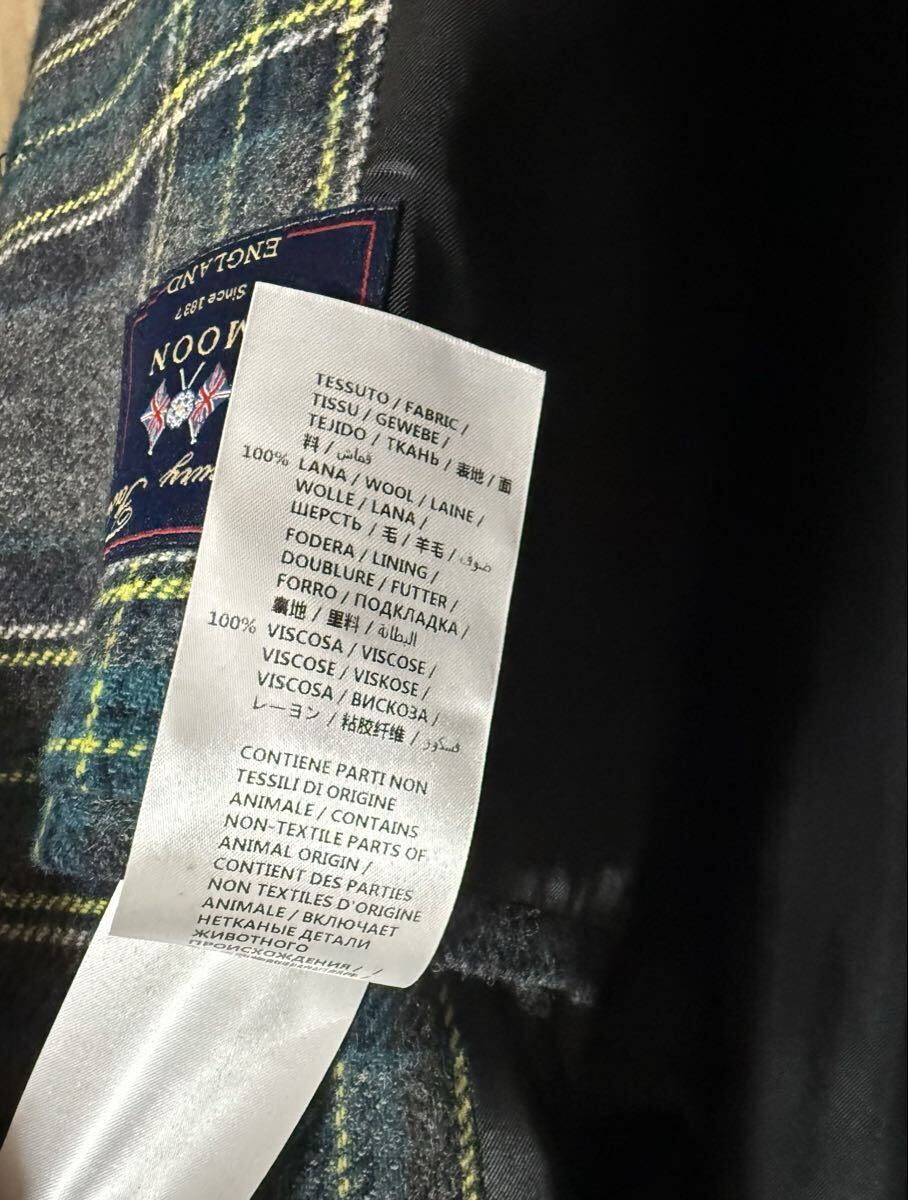 ENGLAND
Since 1837
MOON
TESSUTO / FABRIC /
TISSU / GEWEBE /
TEJIDO / ТКАНЬ / 表地 / 面
料 / قماش
100% LANA / WOOL / LAINE /
WOLLE / LANA /
ШЕРСТЬ / 毛 / 羊毛 / صوف
FODERA / LINING /
DOUBLURE / FUTTER /
FORRO / ПОДКЛАДКА /
裏地 / 里料 / البطانة
100% VISCOSA / VISCOSE /
VISCOSE / VISKOSE /
VISCOSA / ВИСКОЗА /
レーヨン / 粘胶纤维 / فسكوز
CONTIENE PARTI NON
TESSILI DI ORIGINE
ANIMALE / CONTAINS
NON-TEXTILE PARTS OF
ANIMAL ORIGIN /
CONTIENT DES PARTIES
NON TEXTILES D'ORIGINE
ANIMALE / ВКЛЮЧАЕТ
НЕТКАНЫЕ ДЕТАЛИ
ЖИВОТНОГО
ПРОИСХОЖДЕНИЯ /